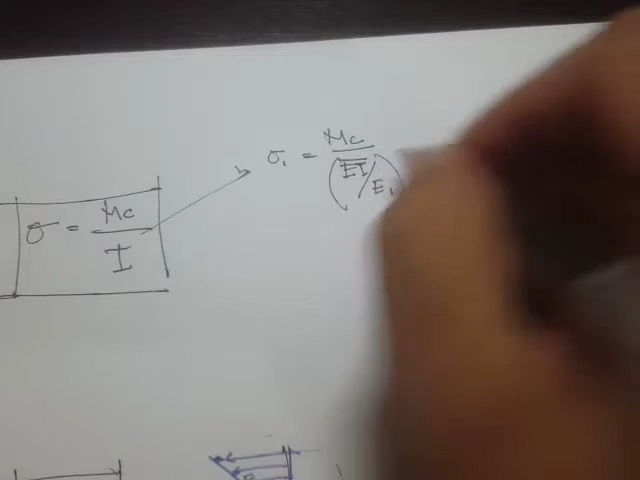 σ₁ = Mc / (EI / E₁)
σ = Mc / I